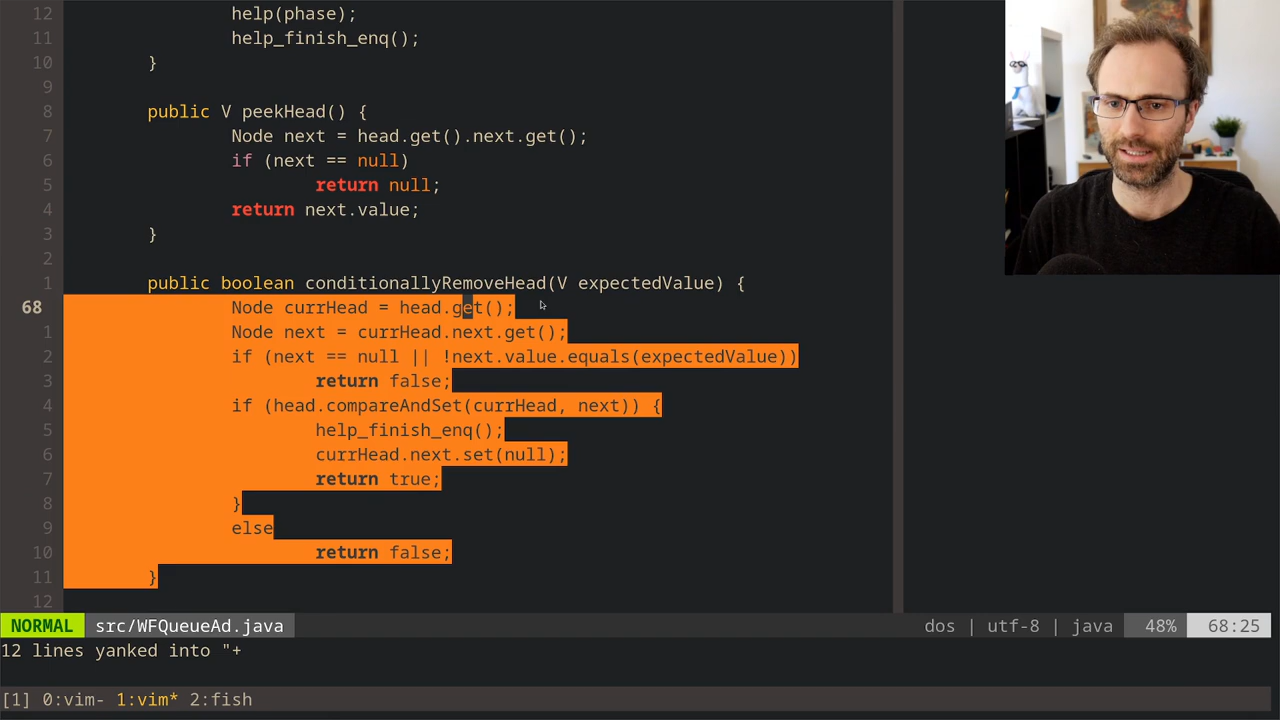 12 help(phase);
11 help_finish_enq();
10 }
9
8 public V peekHead() {
7 Node next = head.get().next.get();
6 if (next == null)
5 return null;
4 return next.value;
3 }
2
1 public boolean conditionallyRemoveHead(V expectedValue) {
68 Node currHead = head.get();
1 Node next = currHead.next.get();
2 if (next == null || !next.value.equals(expectedValue))
3 return false;
4 if (head.compareAndSet(currHead, next)) {
5 help_finish_enq();
6 currHead.next.set(null);
7 return true;
8 }
9 else
10 return false;
11 }
12
NORMAL src/WFQueueAd.java dos | utf-8 | java 48% 68:25
12 lines yanked into "+
[1] 0:vim- 1:vim* 2:fish